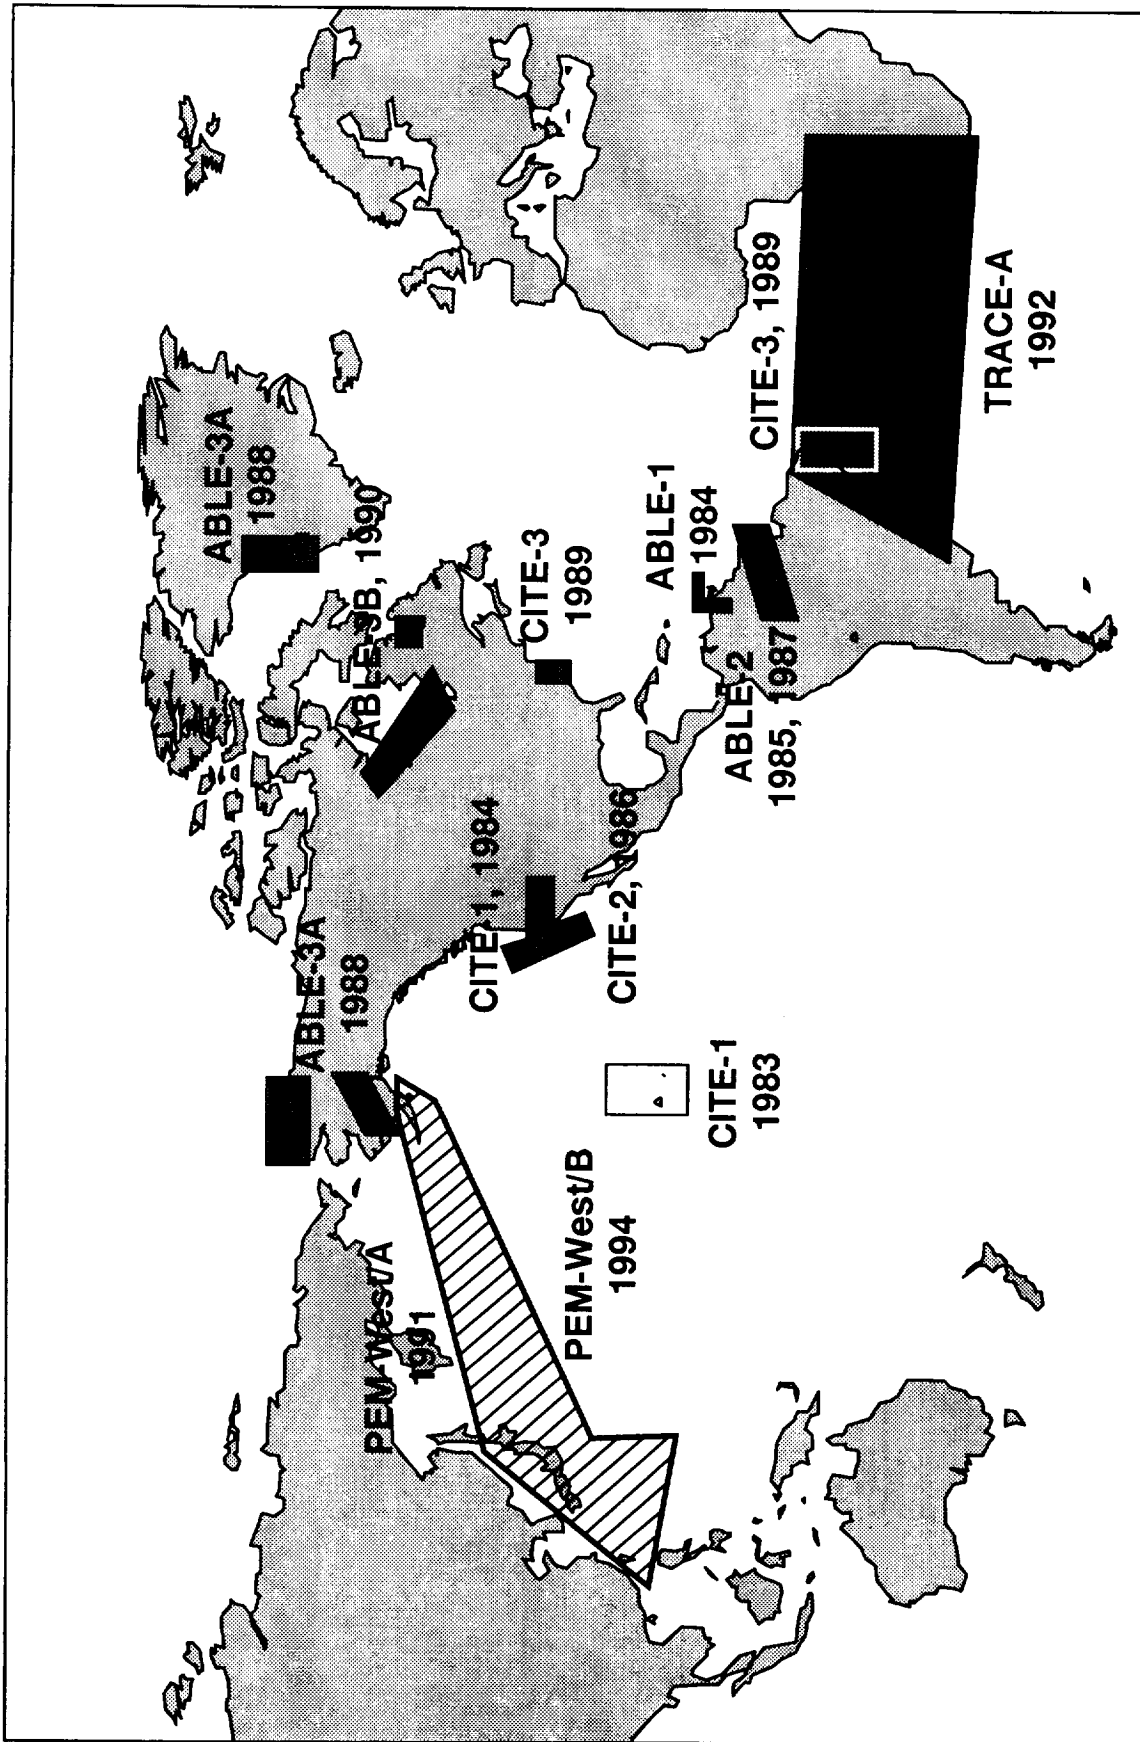 ABLE-3A
1988
ABLE-3A
1988
ABLE-3B, 1990
PEM-West/A
1991
CITE-1, 1984
CITE-3
1989
PEM-West/B
1994
CITE-2, 1986
ABLE-1
1984
CITE-1
1983
ABLE-2
1985, 1987
CITE-3, 1989
TRACE-A
1992